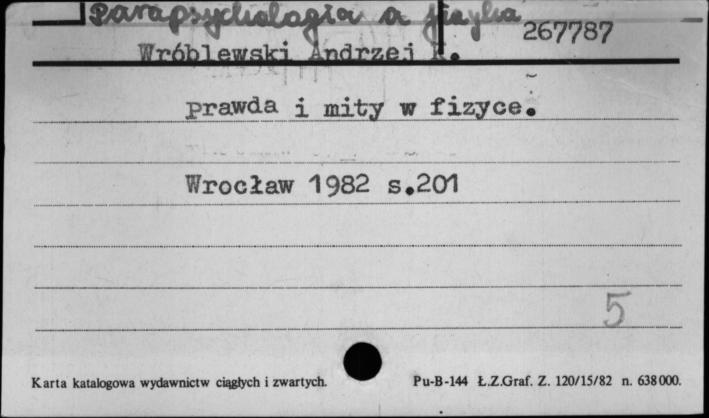 Parapsychologia a fizyka
267787
Wróblewski Andrzej K.
Prawda i mity w fizyce.
Wrocław 1982 s.201
5
Karta katalogowa wydawnictw ciągłych i zwartych.
Pu-B-144 Ł.Z.Graf. Z. 120/15/82 n. 638000.